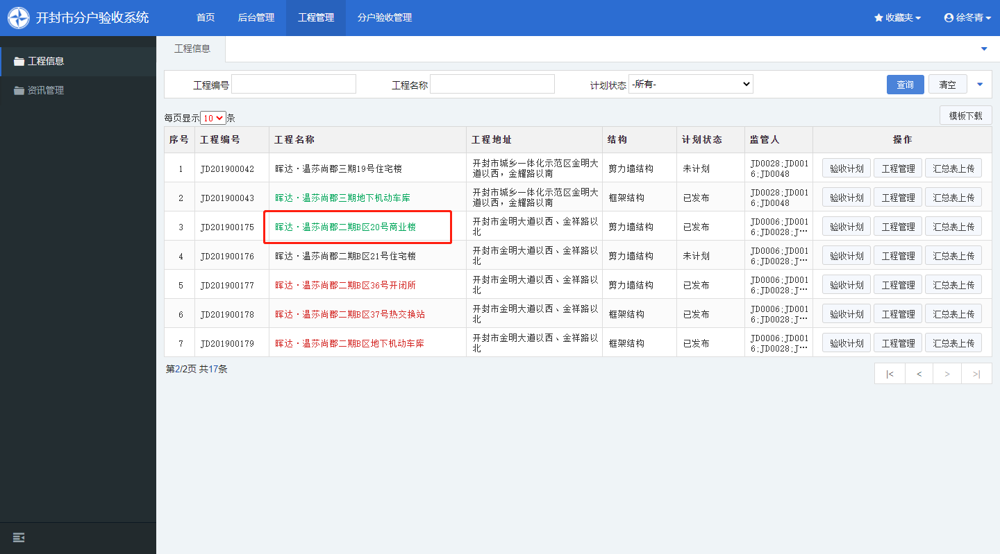 开封市分户验收系统
首页 后台管理 工程管理 分户验收管理
收藏夹 徐冬青
工程信息
资讯管理
工程信息
工程编号 工程名称 计划状态 -所有- 查询 清空
每页显示 10 条 模板下载
序号 工程编号 工程名称 工程地址 结构 计划状态 监管人 操作
1 JD201900042 晖达·温莎尚郡三期19号住宅楼 开封市城乡一体化示范区金明大 剪力墙结构 未计划 JD0028;JD001 验收计划 工程管理 汇总表上传
道以西，金耀路以南 6;JD0048
2 JD201900043 晖达·温莎尚郡三期地下机动车库 开封市城乡一体化示范区金明大 框架结构 已发布 JD0028;JD001 验收计划 工程管理 汇总表上传
道以西，金耀路以南 6;JD0048
3 JD201900175 晖达·温莎尚郡二期B区20号商业楼 开封市金明大道以西、金祥路以 剪力墙结构 已发布 JD0006;JD001 验收计划 工程管理 汇总表上传
北 6;JD0028;J…
4 JD201900176 晖达·温莎尚郡二期B区21号住宅楼 开封市金明大道以西、金祥路以 剪力墙结构 未计划 JD0006;JD001 验收计划 工程管理 汇总表上传
北 6;JD0028;J…
5 JD201900177 晖达·温莎尚郡二期B区36号开闭所 开封市金明大道以西、金祥路以 剪力墙结构 已发布 JD0006;JD001 验收计划 工程管理 汇总表上传
北 6;JD0028;J…
6 JD201900178 晖达·温莎尚郡二期B区37号热交换站 开封市金明大道以西、金祥路以 框架结构 已发布 JD0006;JD001 验收计划 工程管理 汇总表上传
北 6;JD0028;J…
7 JD201900179 晖达·温莎尚郡二期B区地下机动车库 开封市金明大道以西、金祥路以 框架结构 已发布 JD0006;JD001 验收计划 工程管理 汇总表上传
北 6;JD0028;J…
第2/2页 共17条 |< < > >|